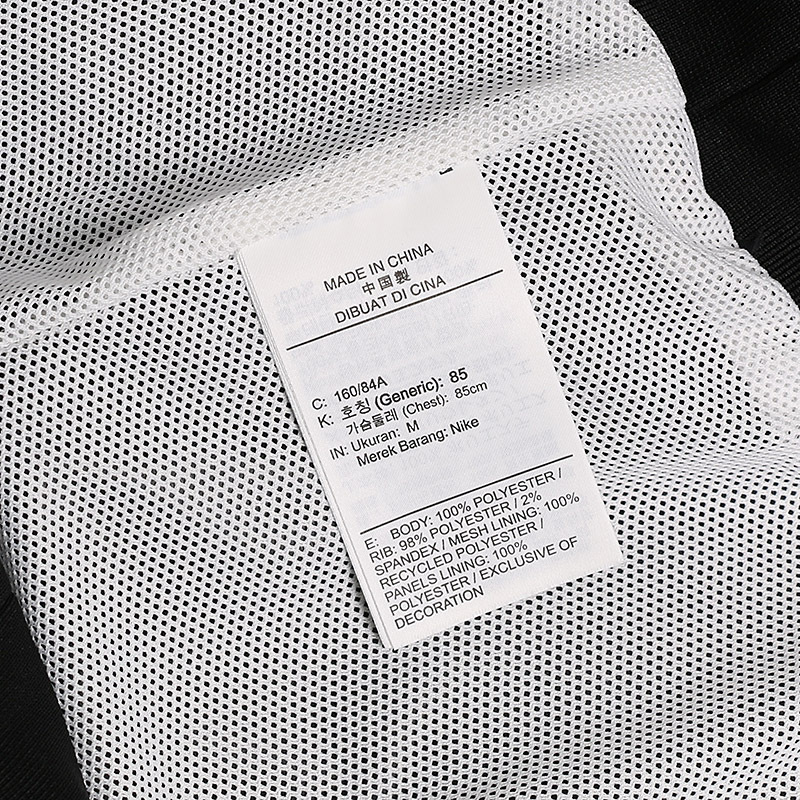 MADE IN CHINA
中国製
DIBUAT DI CINA
C: 160/84A
K: 호칭 (Generic): 85
가슴둘레 (Chest): 85cm
IN: Ukuran: M
Merek Barang: Nike
E: BODY: 100% POLYESTER /
RIB: 98% POLYESTER / 2%
SPANDEX / MESH LINING: 100%
RECYCLED POLYESTER /
PANELS LINING: 100%
POLYESTER / EXCLUSIVE OF
DECORATION